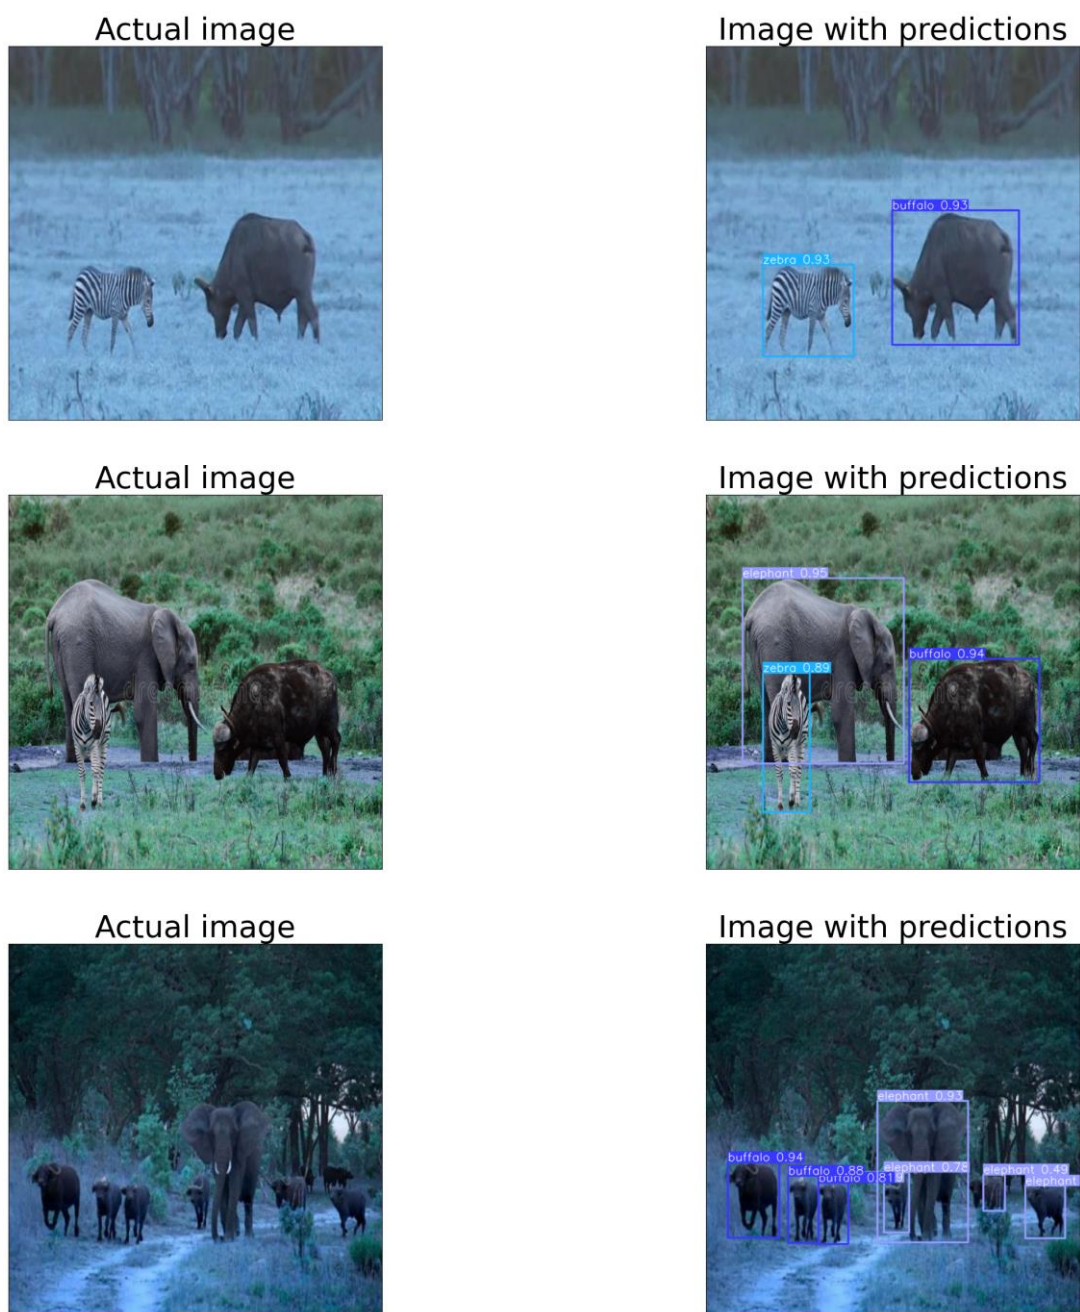 Actual image
Image with predictions
buffalo 0.93
zebra 0.93
Actual image
Image with predictions
elephant 0.95
buffalo 0.94
zebra 0.89
Actual image
Image with predictions
elephant 0.93
buffalo 0.94
buffalo 0.88
elephant 0.78
elephant 0.49
buffalo 0.81
elephant